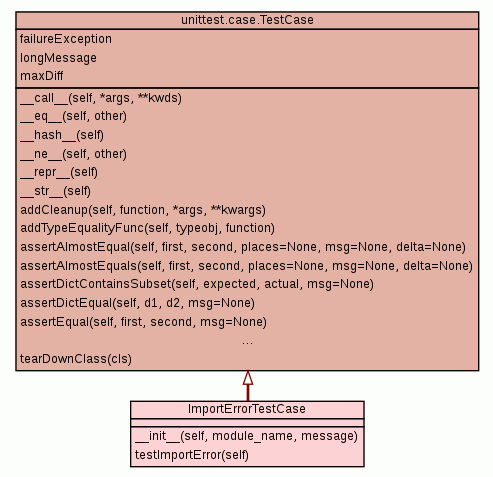 unittest.case.TestCase
failureException
longMessage
maxDiff
__call__(self, *args, **kwds)
__eq__(self, other)
__hash__(self)
__ne__(self, other)
__repr__(self)
__str__(self)
addCleanup(self, function, *args, **kwargs)
addTypeEqualityFunc(self, typeobj, function)
assertAlmostEqual(self, first, second, places=None, msg=None, delta=None)
assertAlmostEquals(self, first, second, places=None, msg=None, delta=None)
assertDictContainsSubset(self, expected, actual, msg=None)
assertDictEqual(self, d1, d2, msg=None)
assertEqual(self, first, second, msg=None)
...
tearDownClass(cls)
ImportErrorTestCase
__init__(self, module_name, message)
testImportError(self)